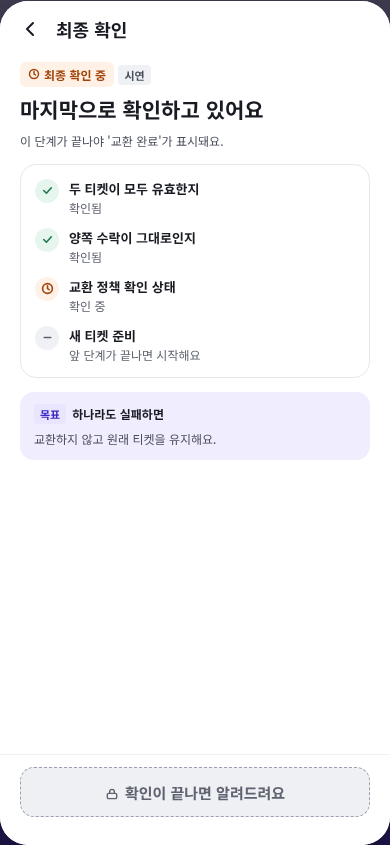 최종 확인
최종 확인 중 시연
마지막으로 확인하고 있어요
이 단계가 끝나야 '교환 완료'가 표시돼요.
두 티켓이 모두 유효한지
확인됨
양쪽 수락이 그대로인지
확인됨
교환 정책 확인 상태
확인 중
새 티켓 준비
앞 단계가 끝나면 시작해요
목표 하나라도 실패하면
교환하지 않고 원래 티켓을 유지해요.
확인이 끝나면 알려드려요